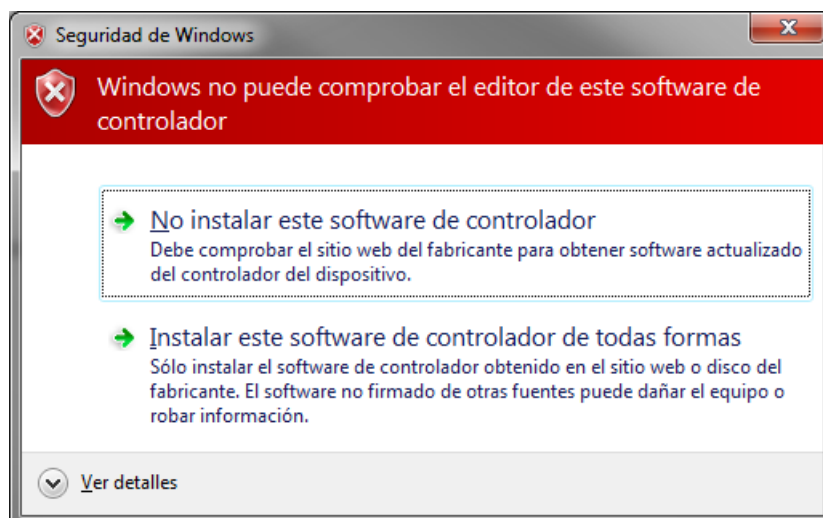 Seguridad de Windows
Windows no puede comprobar el editor de este software de
controlador
No instalar este software de controlador
Debe comprobar el sitio web del fabricante para obtener software actualizado
del controlador del dispositivo.
Instalar este software de controlador de todas formas
Sólo instalar el software de controlador obtenido en el sitio web o disco del
fabricante. El software no firmado de otras fuentes puede dañar el equipo o
robar información.
Ver detalles